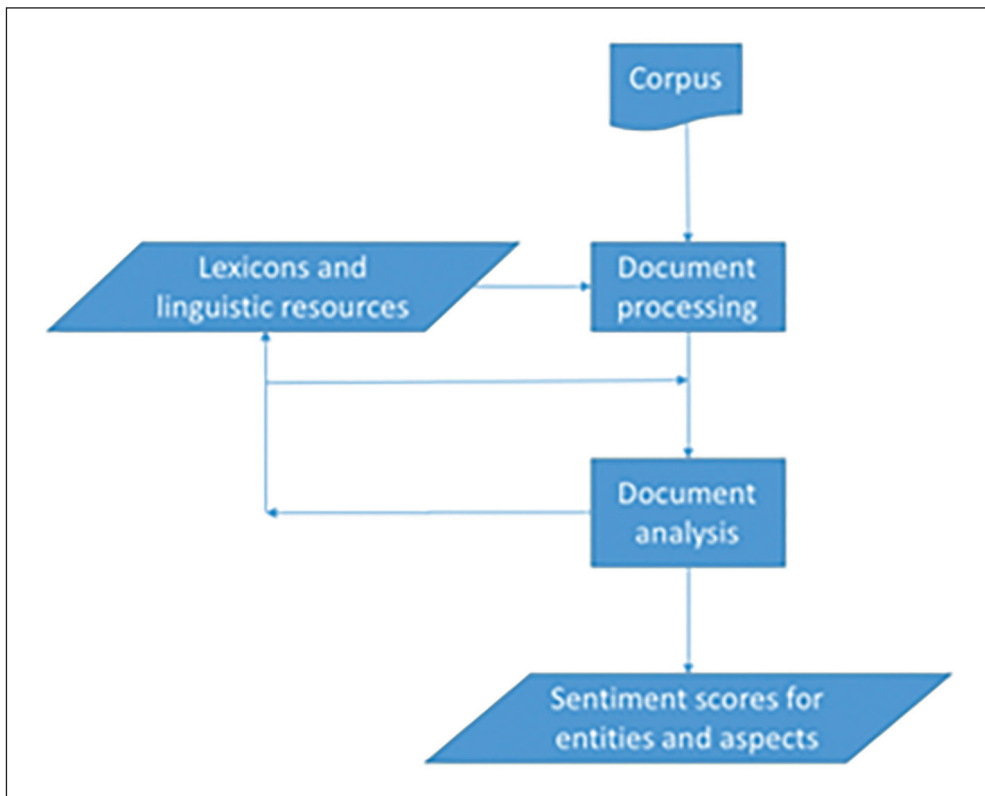 Corpus
Lexicons and
linguistic resources
Document
processing
Document
analysis
Sentiment scores for
entities and aspects